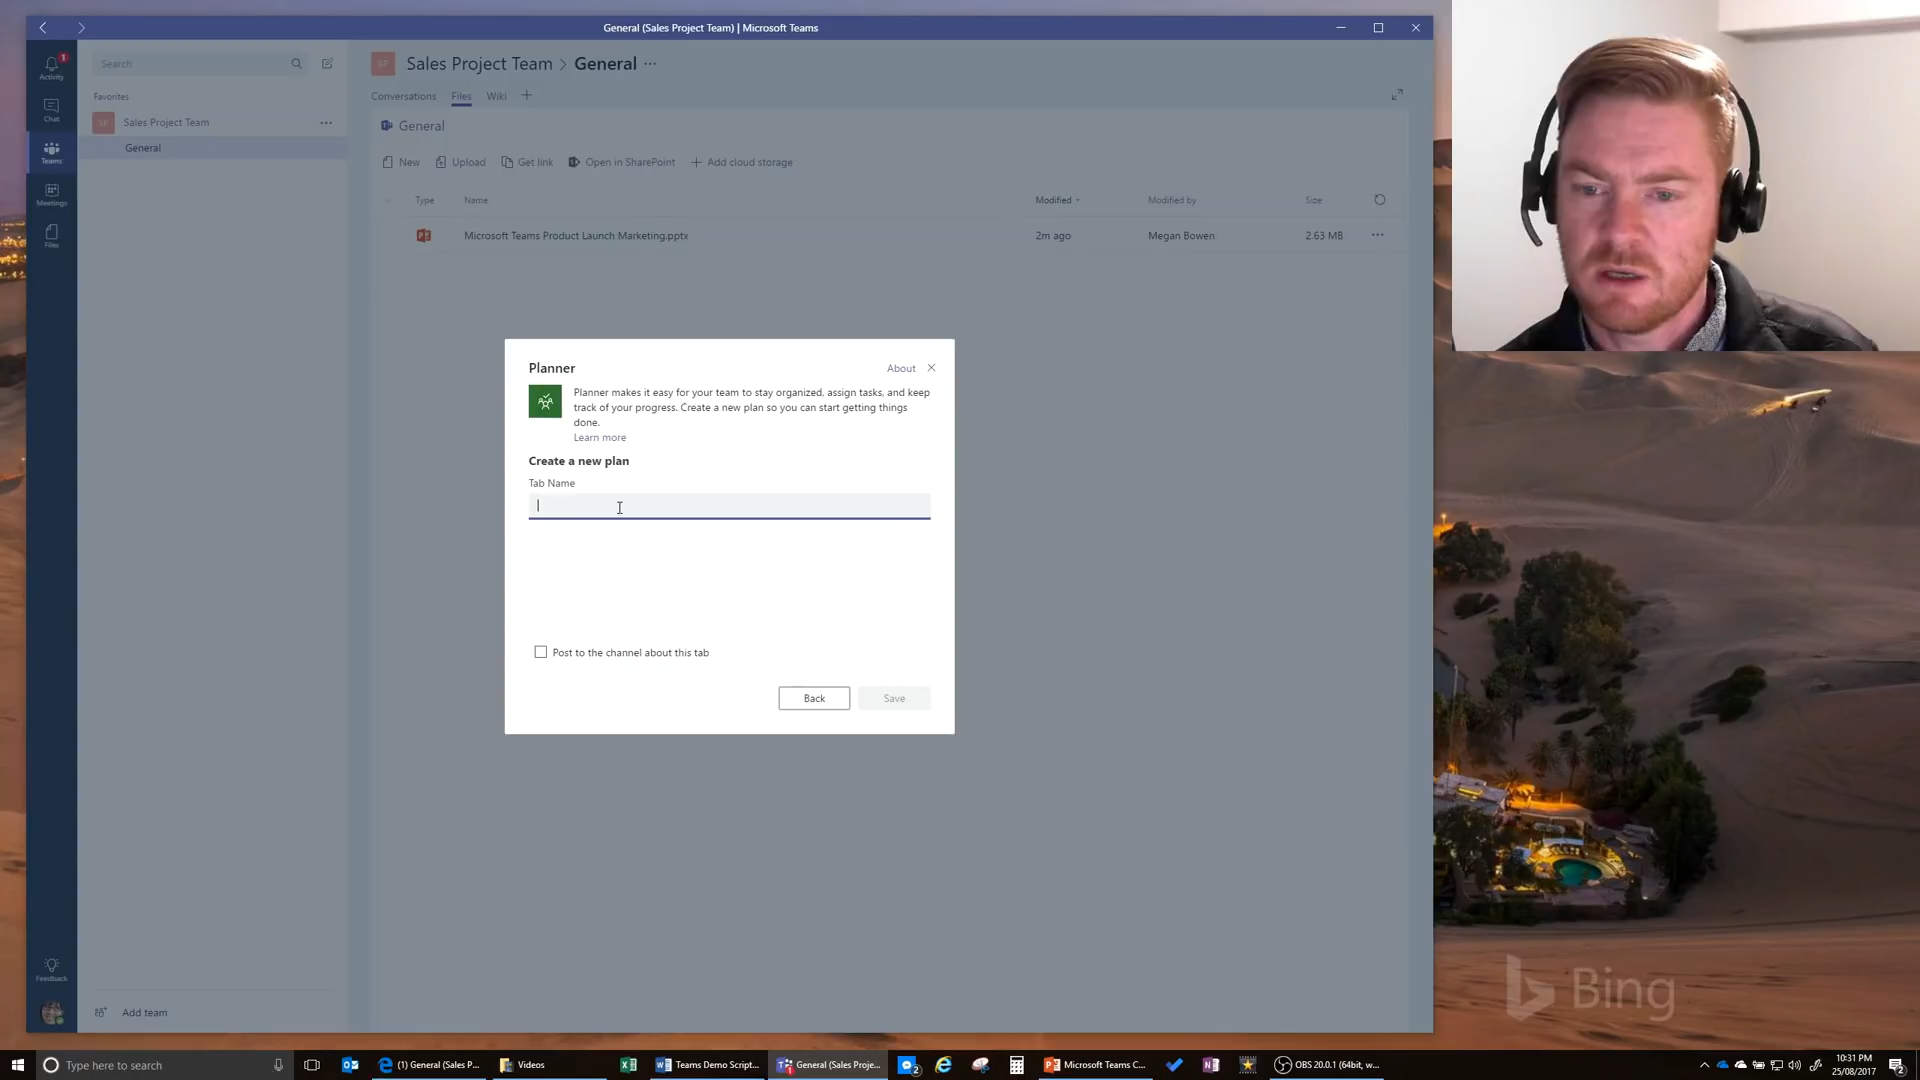 General (Sales Project Team) | Microsoft Teams
1
Activity
Chat
Teams
Meetings
Files
Feedback
Search
Favorites
SP Sales Project Team
General
Add team
SP Sales Project Team > General
Conversations Files Wiki
General
New Upload Get link Open in SharePoint Add cloud storage
Type Name Modified Modified by Size
Microsoft Teams Product Launch Marketing.pptx 2m ago Megan Bowen 2.63 MB
Planner About
Planner makes it easy for your team to stay organized, assign tasks, and keep
track of your progress. Create a new plan so you can start getting things
done.
Learn more
Create a new plan
Tab Name
Post to the channel about this tab
Back Save
Bing
Type here to search
(1) General (Sales P...
Videos
Teams Demo Script...
General (Sales Proje...
2
Microsoft Teams C...
OBS 20.0.1 (64bit, w...
10:31 PM
25/08/2017
2